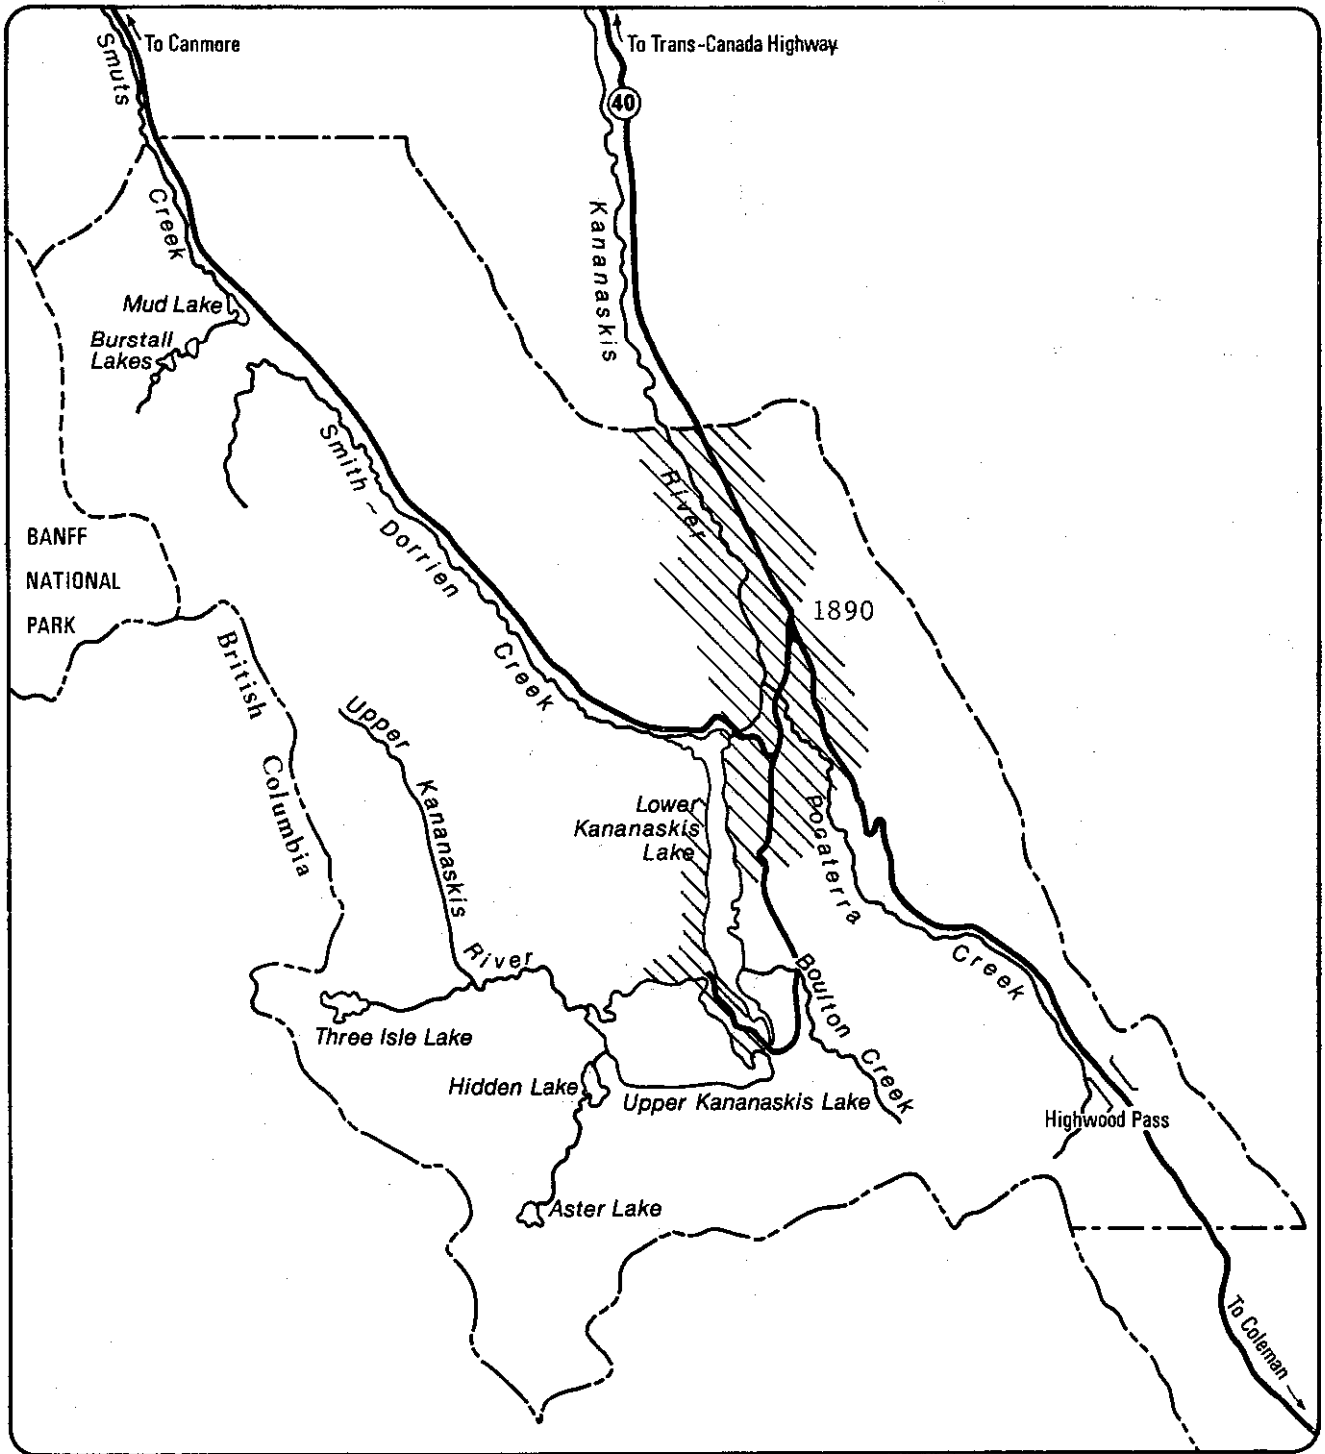 To Canmore
To Trans-Canada Highway
40
Smuts
Creek
Kananaskis
River
Mud Lake
Burstall
Lakes
Smith-Dorrien
Creek
BANFF
NATIONAL
PARK
1890
British
Columbia
Upper
Kananaskis
River
Lower
Kananaskis
Lake
Pocaterra
Creek
Boulton Creek
Three Isle Lake
Hidden Lake
Upper Kananaskis Lake
Highwood Pass
Aster Lake
To Coleman